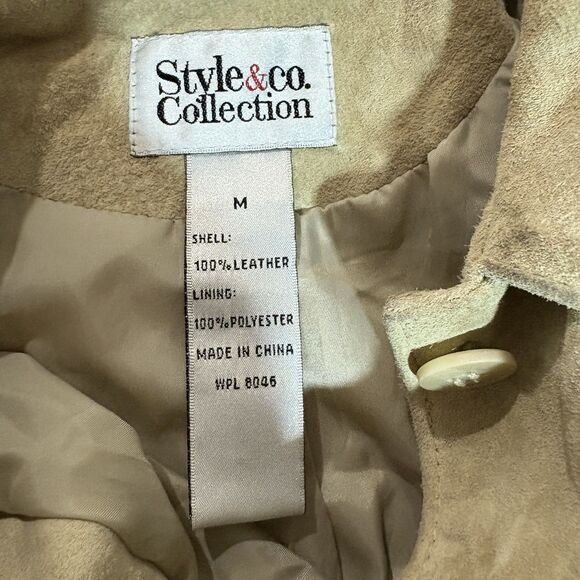 Style&co.
Collection
M
SHELL:
100%LEATHER
LINING:
100%POLYESTER
MADE IN CHINA
WPL 8046